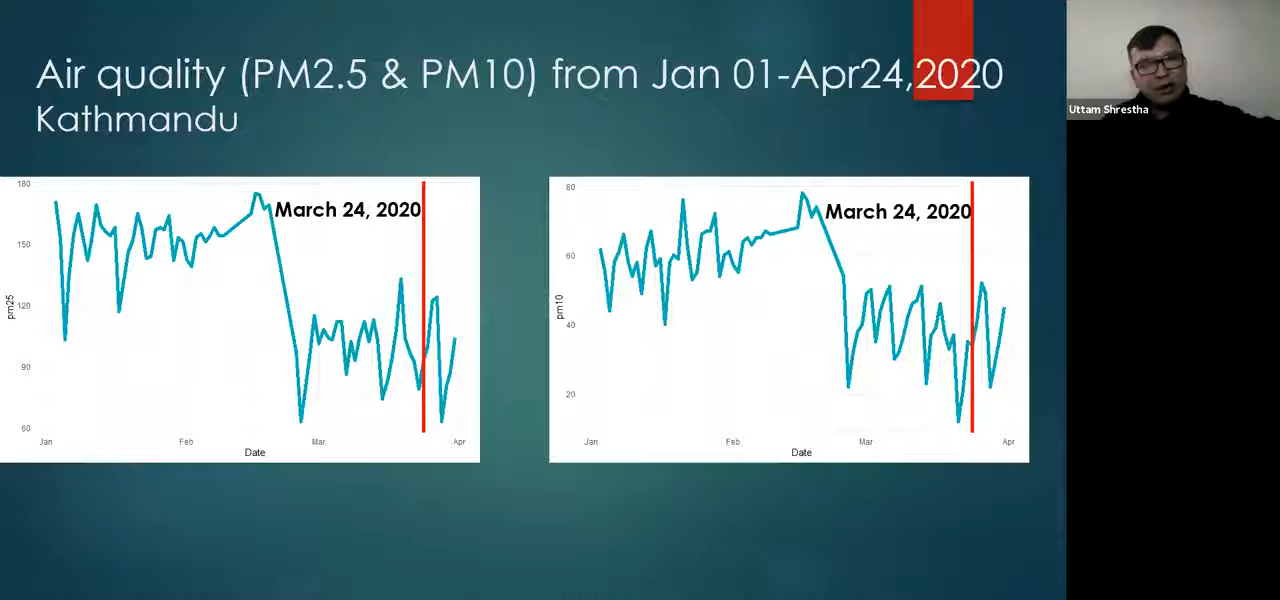 Air quality (PM2.5 & PM10) from Jan 01-Apr24,2020
Kathmandu
Uttam Shrestha
180
150
120
90
60
pm25
March 24, 2020
Jan
Feb
Mar
Apr
Date
80
60
40
20
pm10
March 24, 2020
Jan
Feb
Mar
Apr
Date